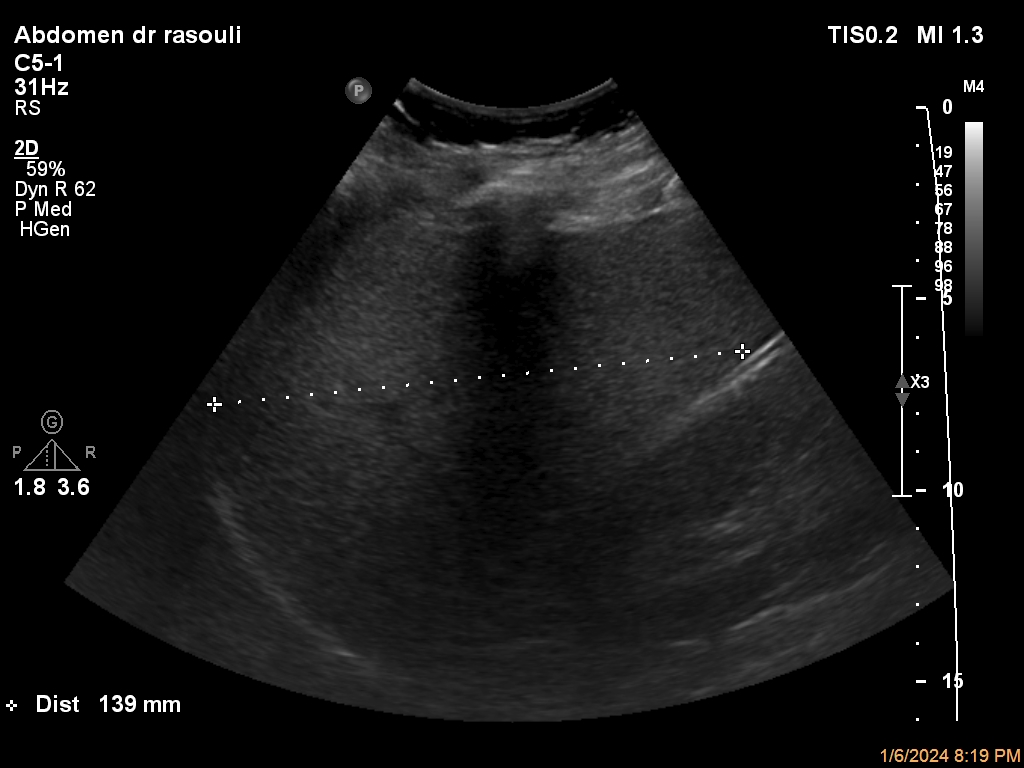 Abdomen dr rasouli
TIS0.2 MI 1.3
C5-1
31Hz
RS
P
M4
2D
59%
Dyn R 62
P Med
HGen
0
19
47
56
67
78
88
96
98
5
X3
G
P R
1.8 3.6
10
15
Dist 139 mm
1/6/2024 8:19 PM